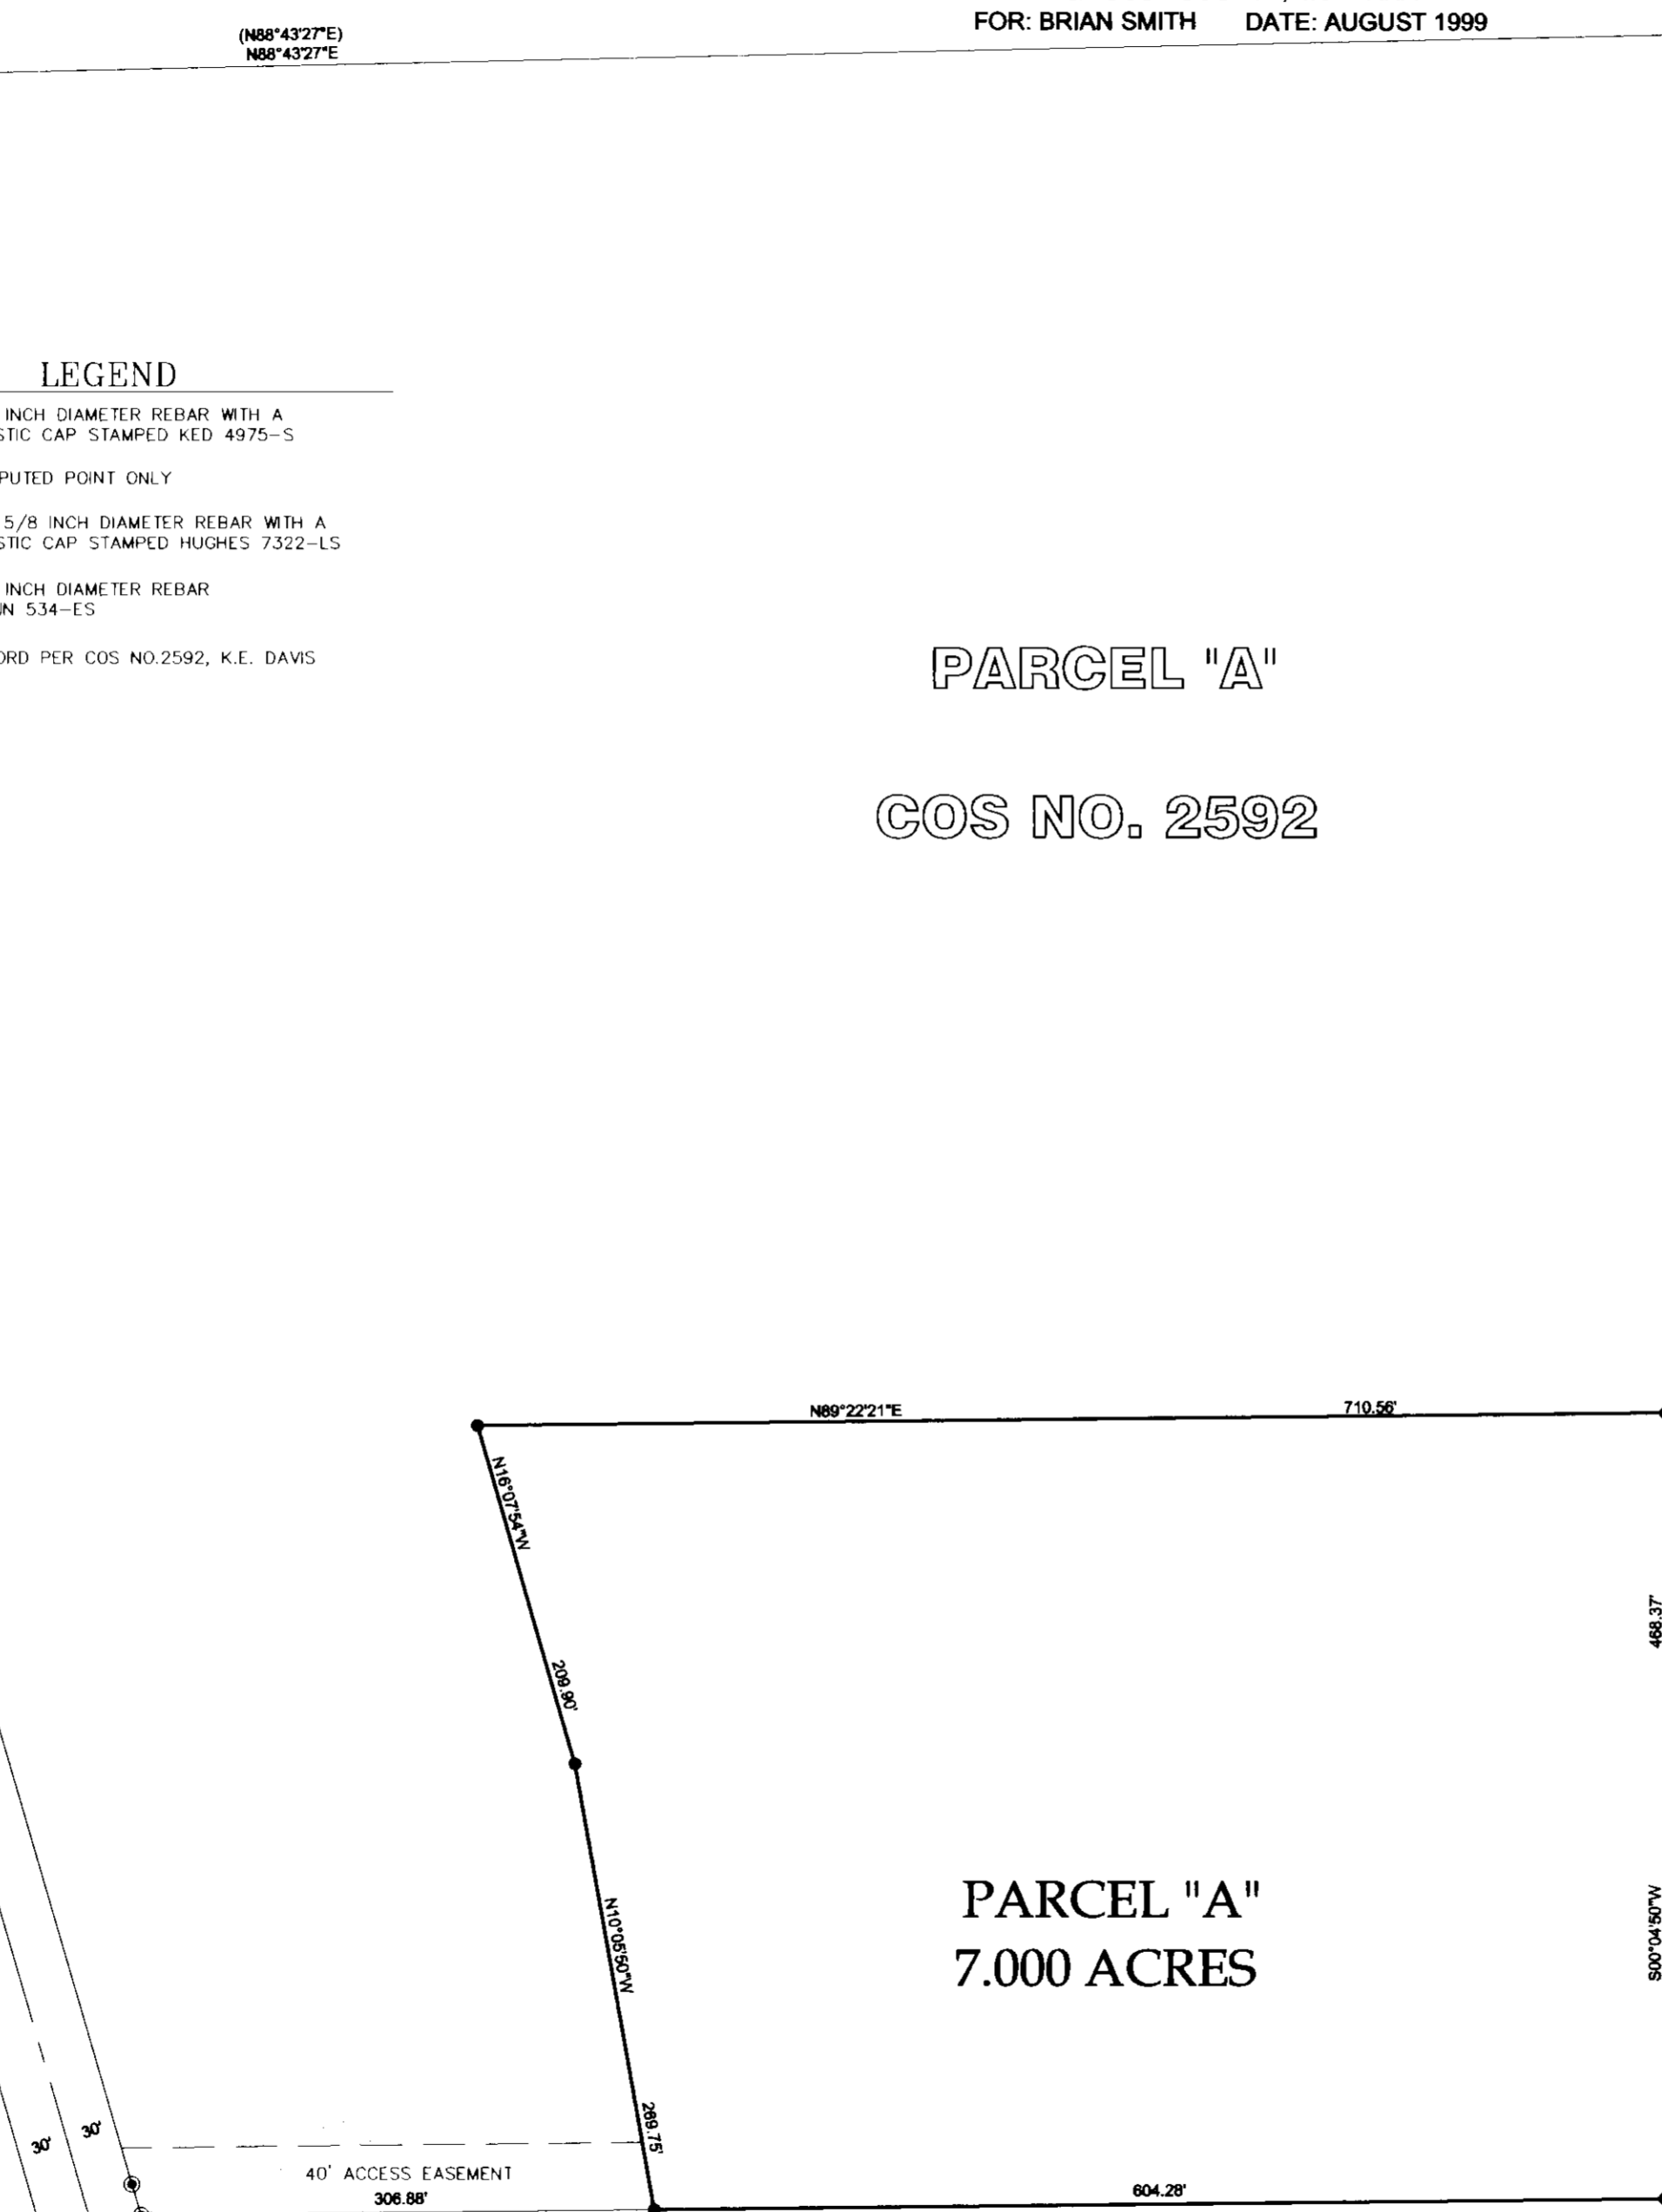 FOR: BRIAN SMITH DATE: AUGUST 1999
(N88°43'27"E)
N88°43'27"E
LEGEND
INCH DIAMETER REBAR WITH A
STIC CAP STAMPED KED 4975-S
PUTED POINT ONLY
5/8 INCH DIAMETER REBAR WITH A
STIC CAP STAMPED HUGHES 7322-LS
INCH DIAMETER REBAR
534-ES
ORD PER COS NO.2592, K.E. DAVIS
PARCEL "A"
COS NO. 2592
N89°22'21"E 710.56'
N16°07'54"W
209.90'
468.37'
N10°05'50"W
269.75'
PARCEL "A"
7.000 ACRES
S00°04'50"W
30' 30'
40' ACCESS EASEMENT
306.88'
604.28'